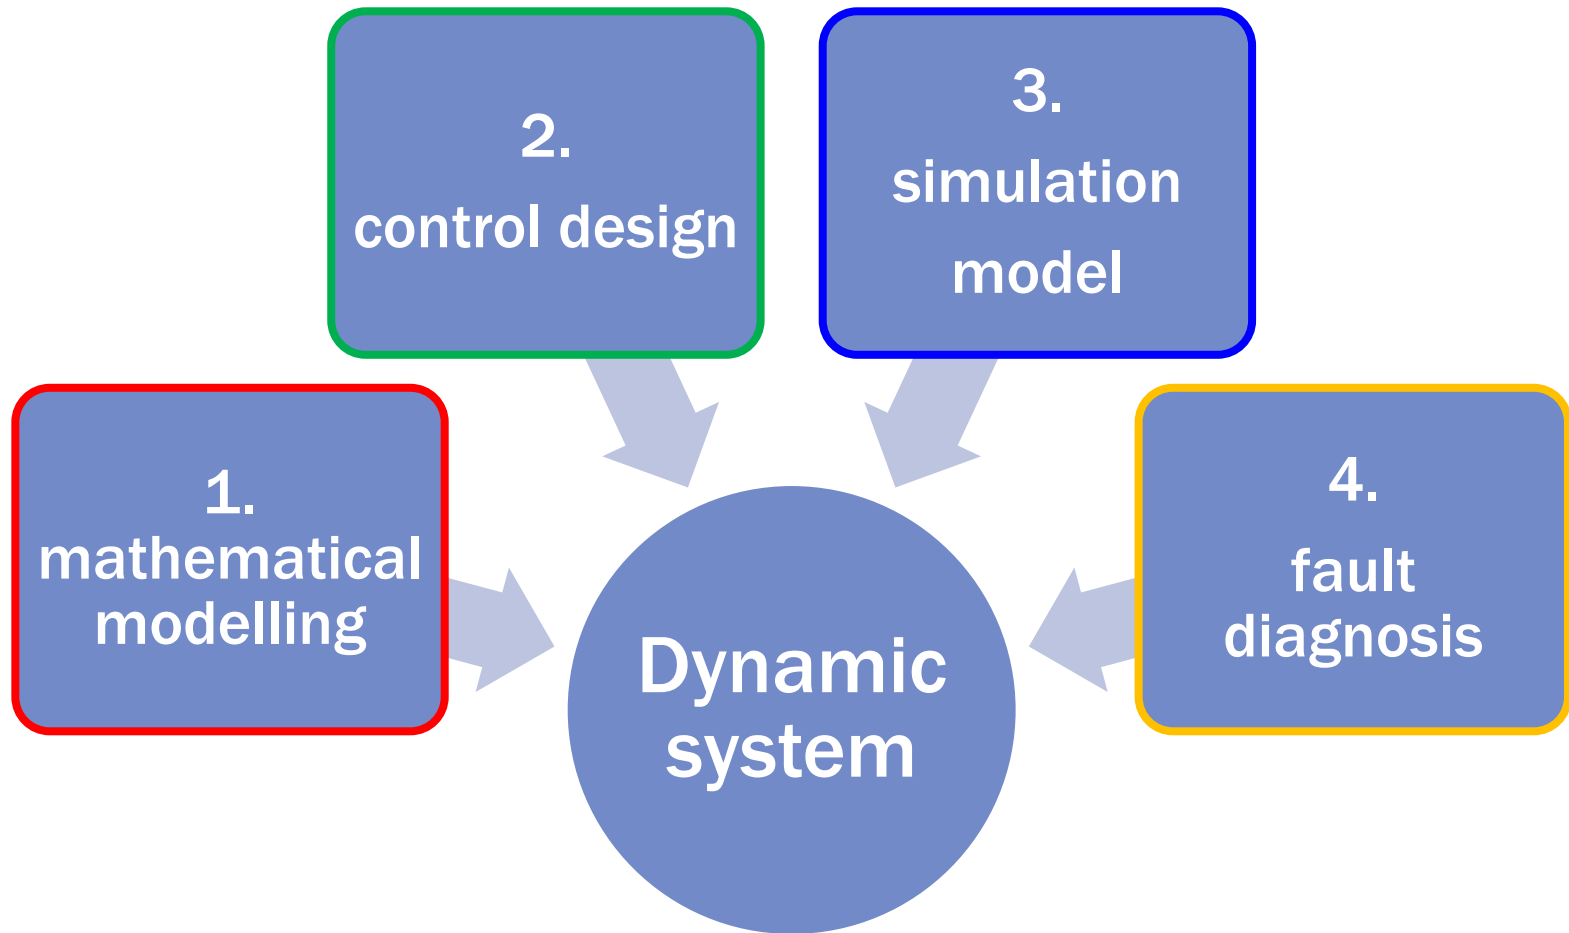 1.
mathematical
modelling
2.
control design
3.
simulation
model
4.
fault
diagnosis
Dynamic
system